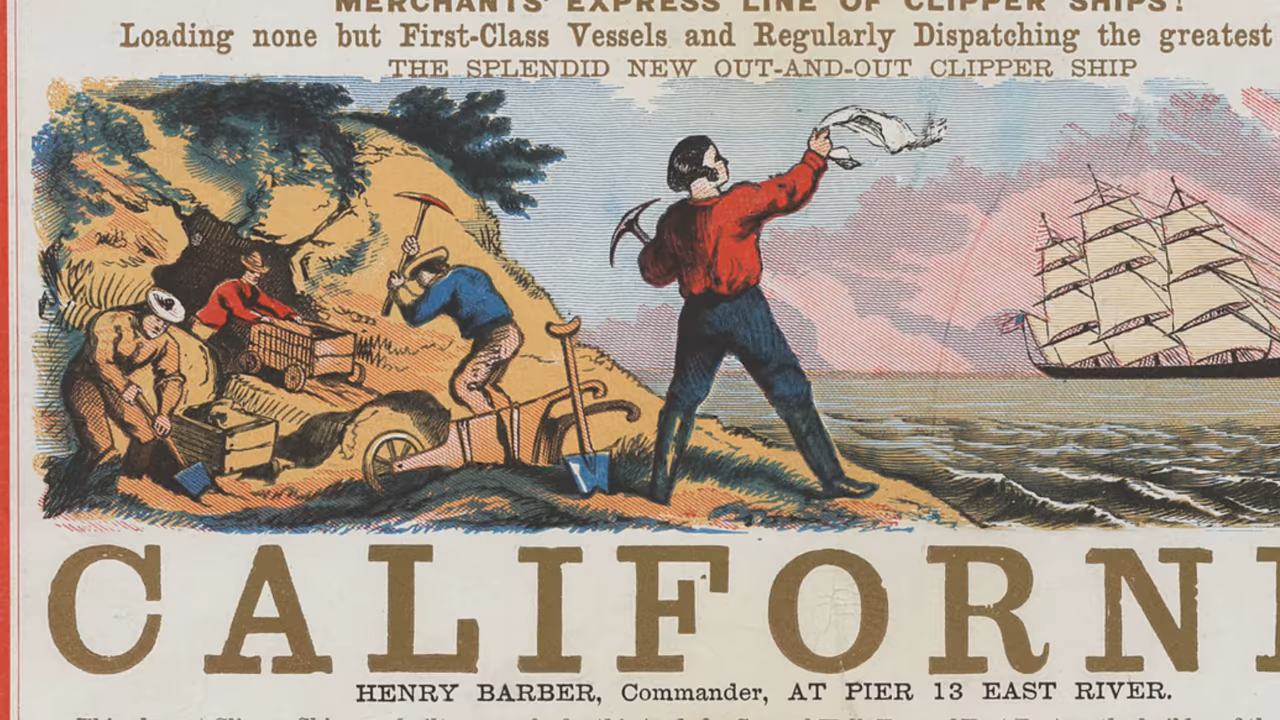 MERCHANTS' EXPRESS LINE OF CLIPPER SHIPS!
Loading none but First-Class Vessels and Regularly Dispatching the greatest
THE SPLENDID NEW OUT-AND-OUT CLIPPER SHIP
CALIFORN
HENRY BARBER, Commander, AT PIER 13 EAST RIVER.